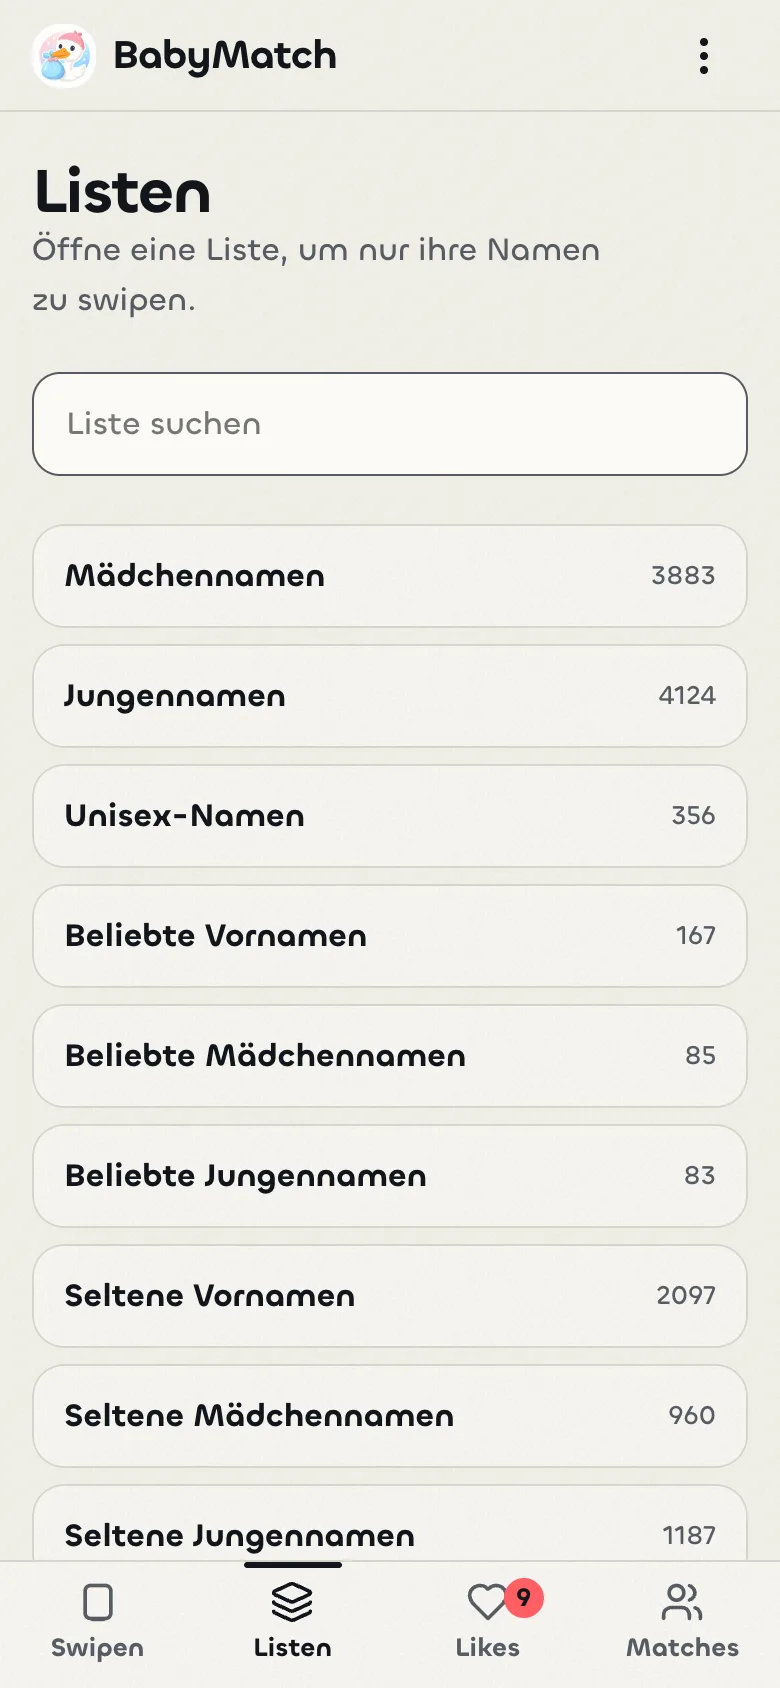 BabyMatch
Listen
Öffne eine Liste, um nur ihre Namen
zu swipen.
Liste suchen
Mädchennamen 3883
Jungennamen 4124
Unisex-Namen 356
Beliebte Vornamen 167
Beliebte Mädchennamen 85
Beliebte Jungennamen 83
Seltene Vornamen 2097
Seltene Mädchennamen 960
Seltene Jungennamen 1187
9
Swipen Listen Likes Matches